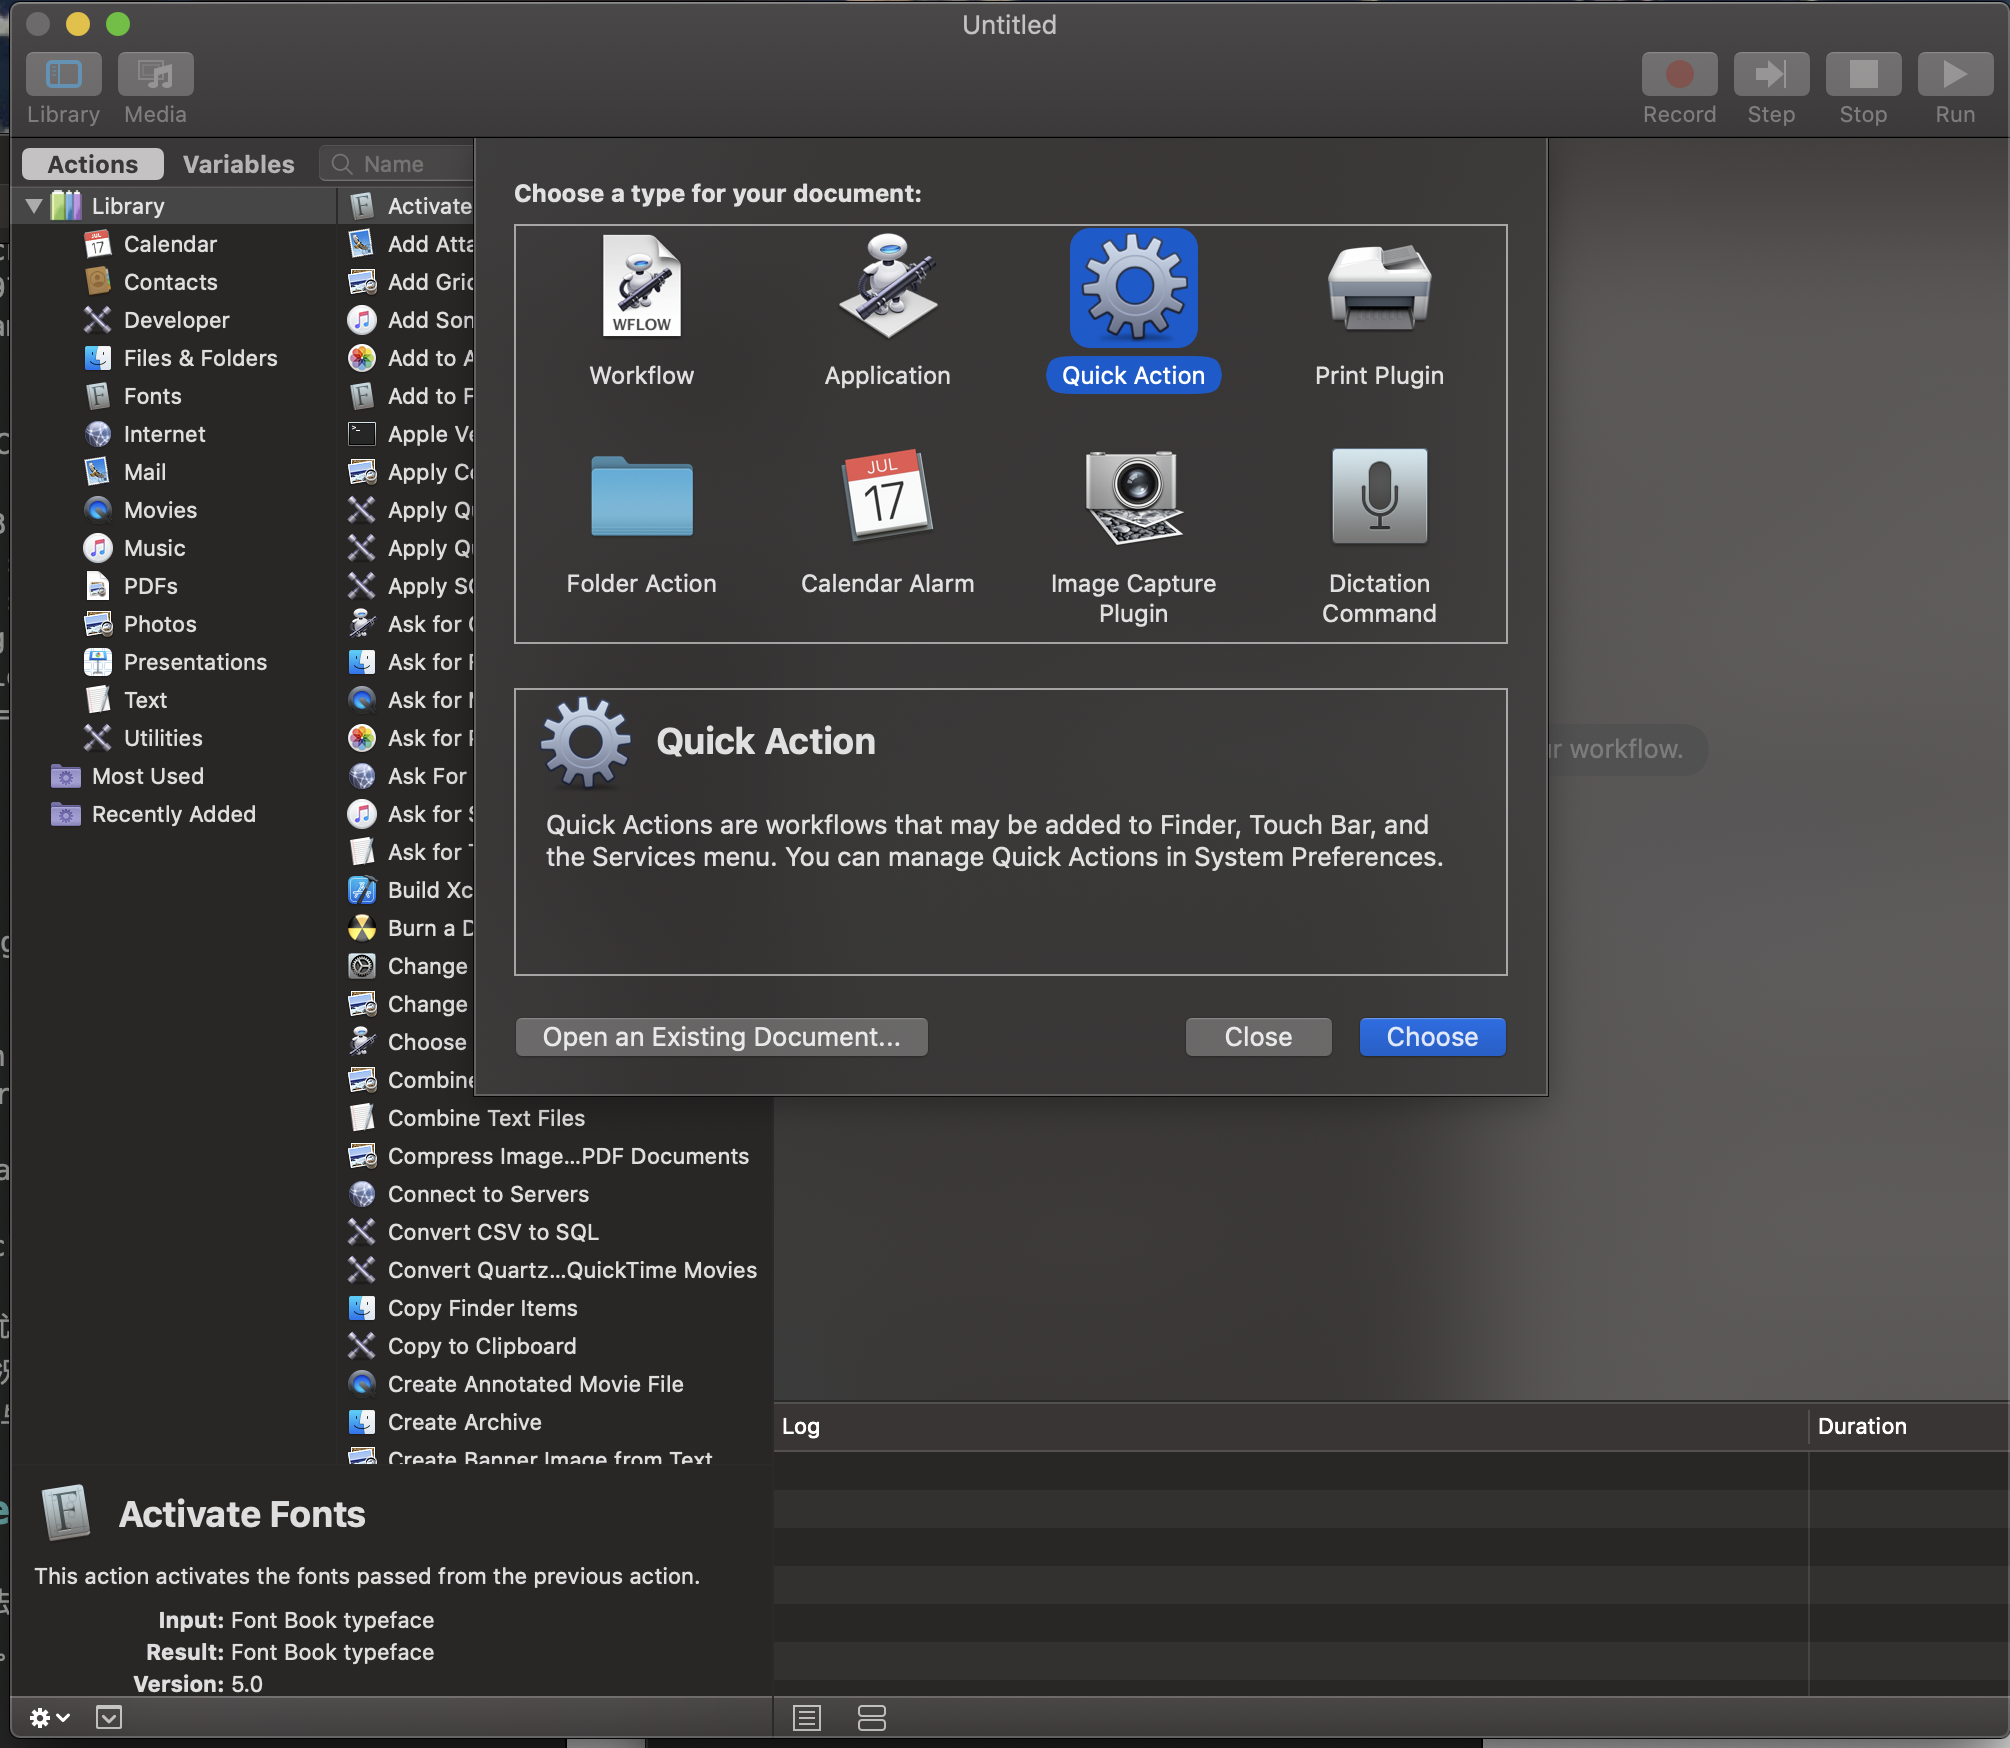 Untitled
Library
Media
Record
Step
Stop
Run
Actions
Variables
Name
Library
Calendar
Contacts
Developer
Files & Folders
Fonts
Internet
Mail
Movies
Music
PDFs
Photos
Presentations
Text
Utilities
Most Used
Recently Added
Activate
Add Atta
Add Gric
Add Son
Add to A
Add to F
Apple Ve
Apply Co
Apply Qu
Apply Qu
Apply SQ
Ask for C
Ask for F
Ask for M
Ask for P
Ask For
Ask for S
Ask for T
Build Xc
Burn a D
Change
Change
Choose
Combine
Combine Text Files
Compress Image...PDF Documents
Connect to Servers
Convert CSV to SQL
Convert Quartz...QuickTime Movies
Copy Finder Items
Copy to Clipboard
Create Annotated Movie File
Create Archive
Create Banner Image from Text
Choose a type for your document:
WFLOW
Workflow
Application
Quick Action
Print Plugin
Folder Action
JUL
17
Calendar Alarm
Image Capture
Plugin
Dictation
Command
Quick Action
Quick Actions are workflows that may be added to Finder, Touch Bar, and
the Services menu. You can manage Quick Actions in System Preferences.
Open an Existing Document...
Close
Choose
r workflow.
Log
Duration
Activate Fonts
This action activates the fonts passed from the previous action.
Input: Font Book typeface
Result: Font Book typeface
Version: 5.0